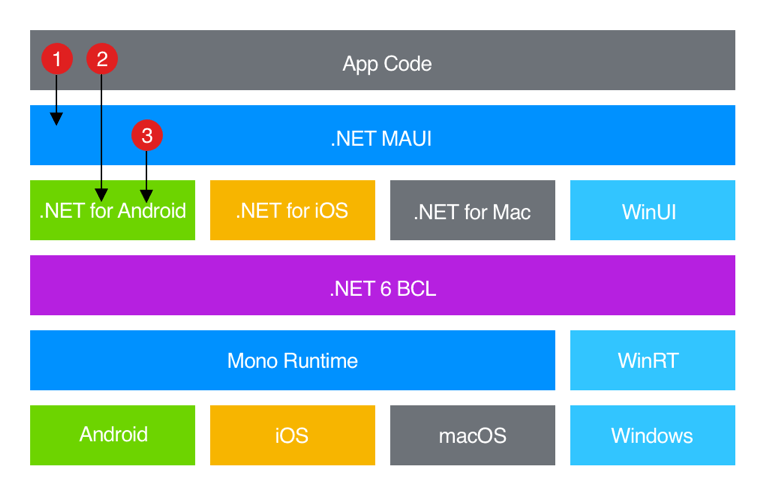 1 2 App Code
3 .NET MAUI
.NET for Android .NET for iOS .NET for Mac WinUI
.NET 6 BCL
Mono Runtime WinRT
Android iOS macOS Windows